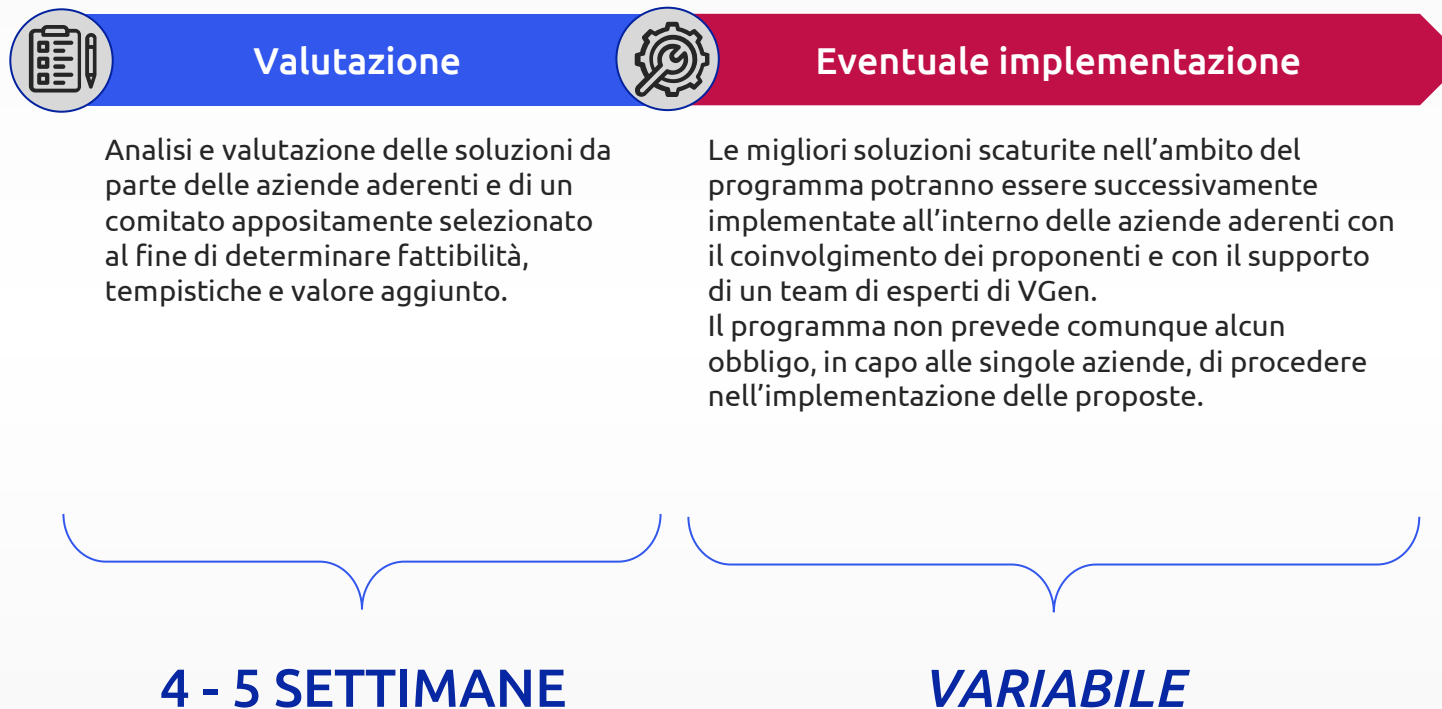 Valutazione
Eventuale implementazione
Analisi e valutazione delle soluzioni da
parte delle aziende aderenti e di un
comitato appositamente selezionato
al fine di determinare fattibilità,
tempistiche e valore aggiunto.
Le migliori soluzioni scaturite nell’ambito del
programma potranno essere successivamente
implementate all’interno delle aziende aderenti con
il coinvolgimento dei proponenti e con il supporto
di un team di esperti di VGen.
Il programma non prevede comunque alcun
obbligo, in capo alle singole aziende, di procedere
nell’implementazione delle proposte.
4 - 5 SETTIMANE
VARIABILE